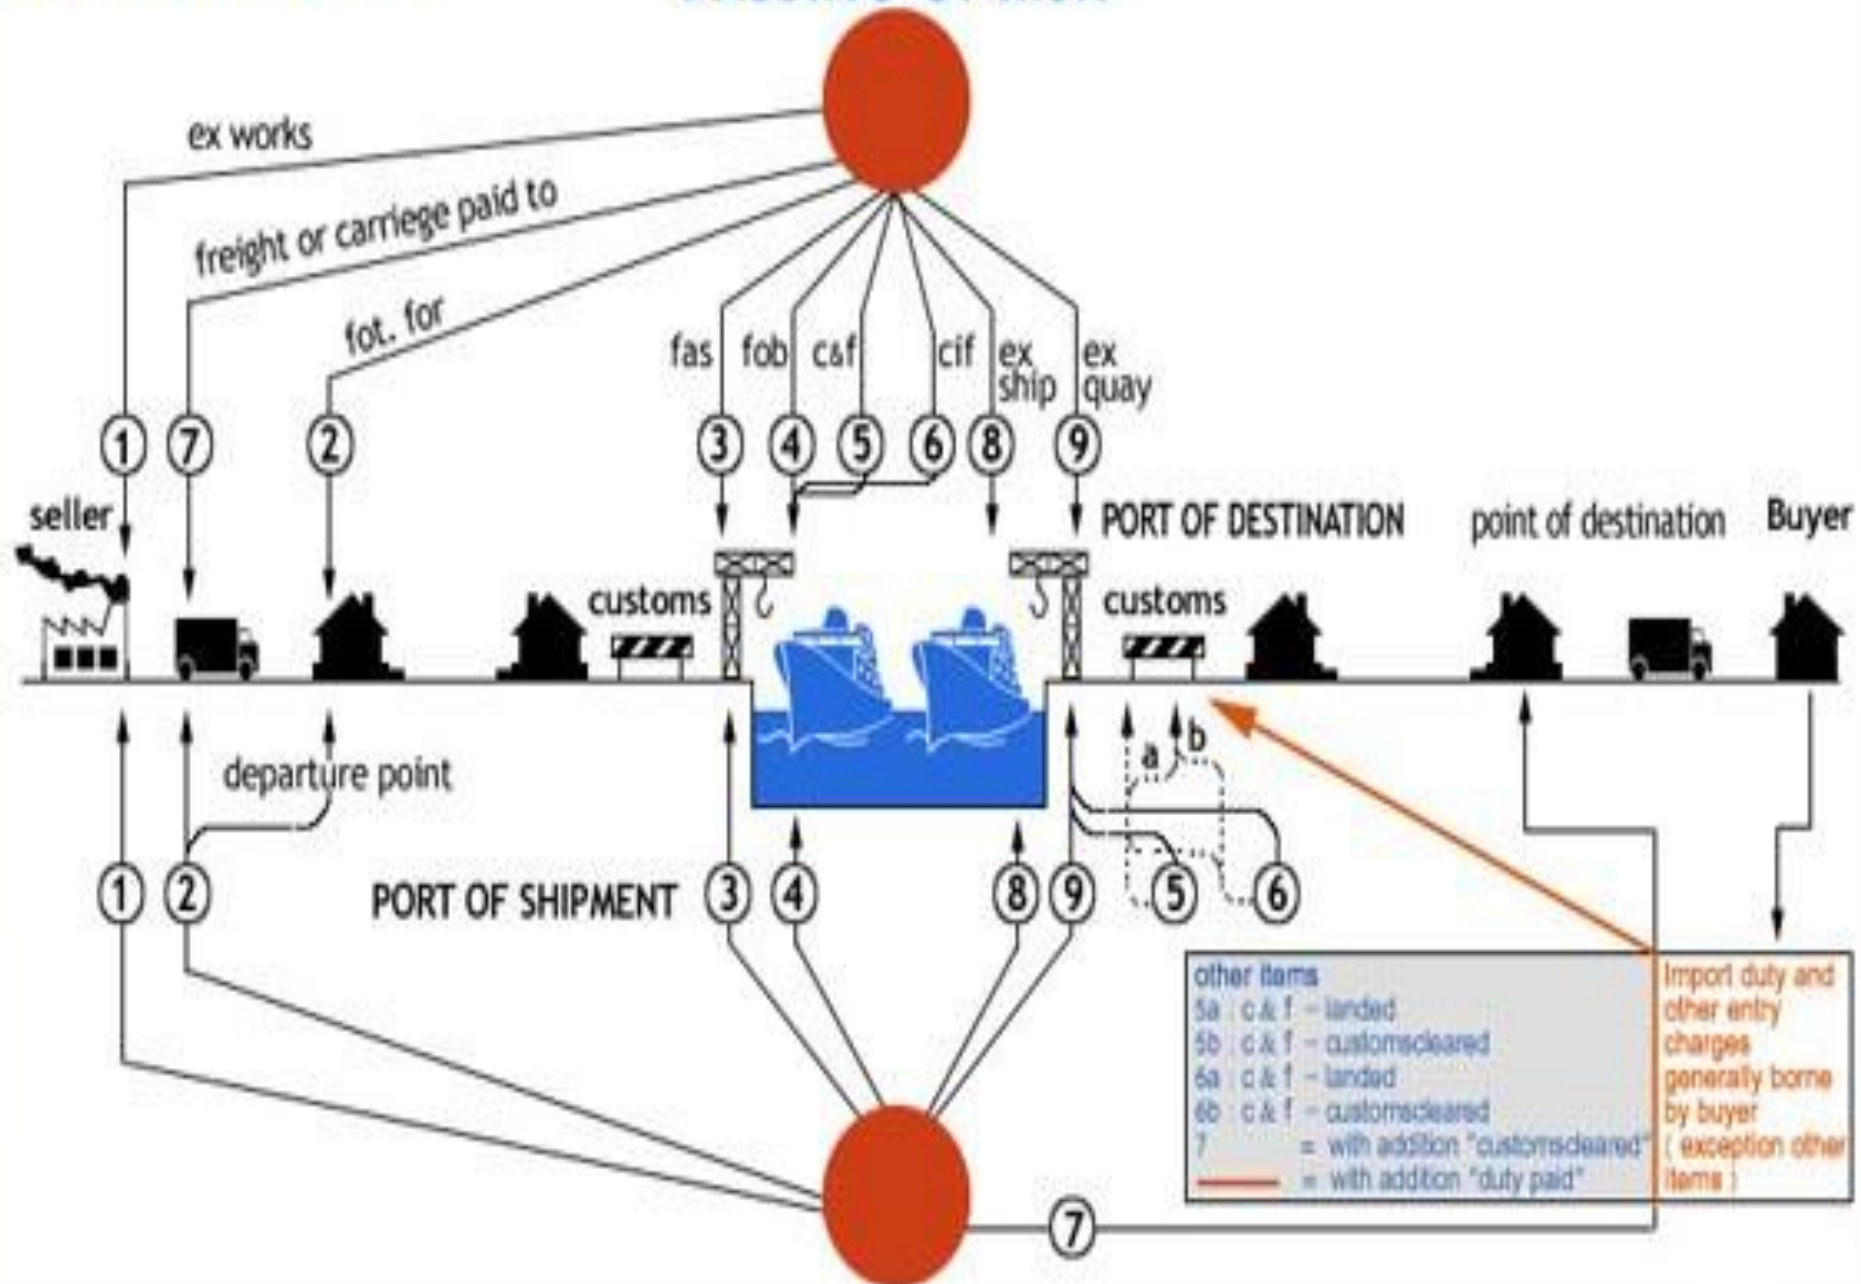 ex works
freight or carriege paid to
fot. for
fas
fob
c&f
cif
ex
ship
ex
quay
1
7
2
3
4
5
6
8
9
seller
PORT OF DESTINATION
point of destination
Buyer
customs
customs
departure point
a
b
1
2
PORT OF SHIPMENT
3
4
8
9
5
6
other items
5a : c & f - landed
5b : c & f - customscleared
6a : c & f - landed
6b : c & f - customscleared
7 = with addition "customscleared"
= with addition "duty paid"
Import duty and
other entry
charges
generally borne
by buyer
( exception other
items )
7